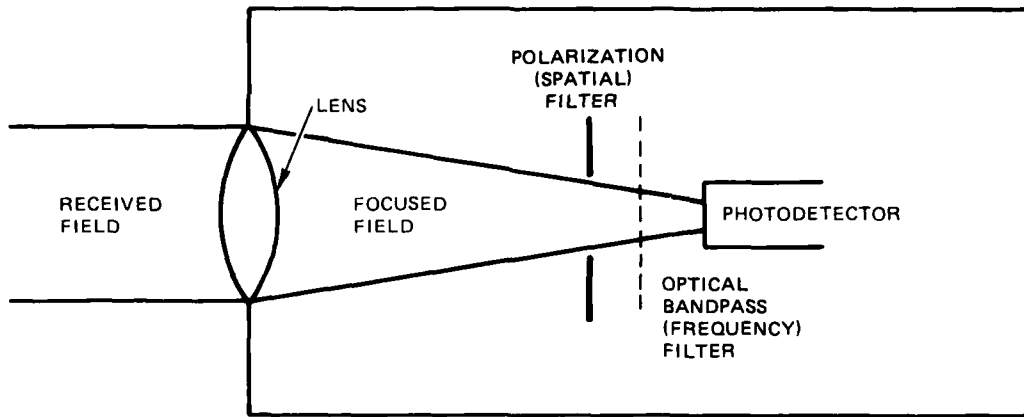 POLARIZATION
(SPATIAL)
FILTER
LENS
RECEIVED
FIELD
FOCUSED
FIELD
PHOTODETECTOR
OPTICAL
BANDPASS
(FREQUENCY)
FILTER